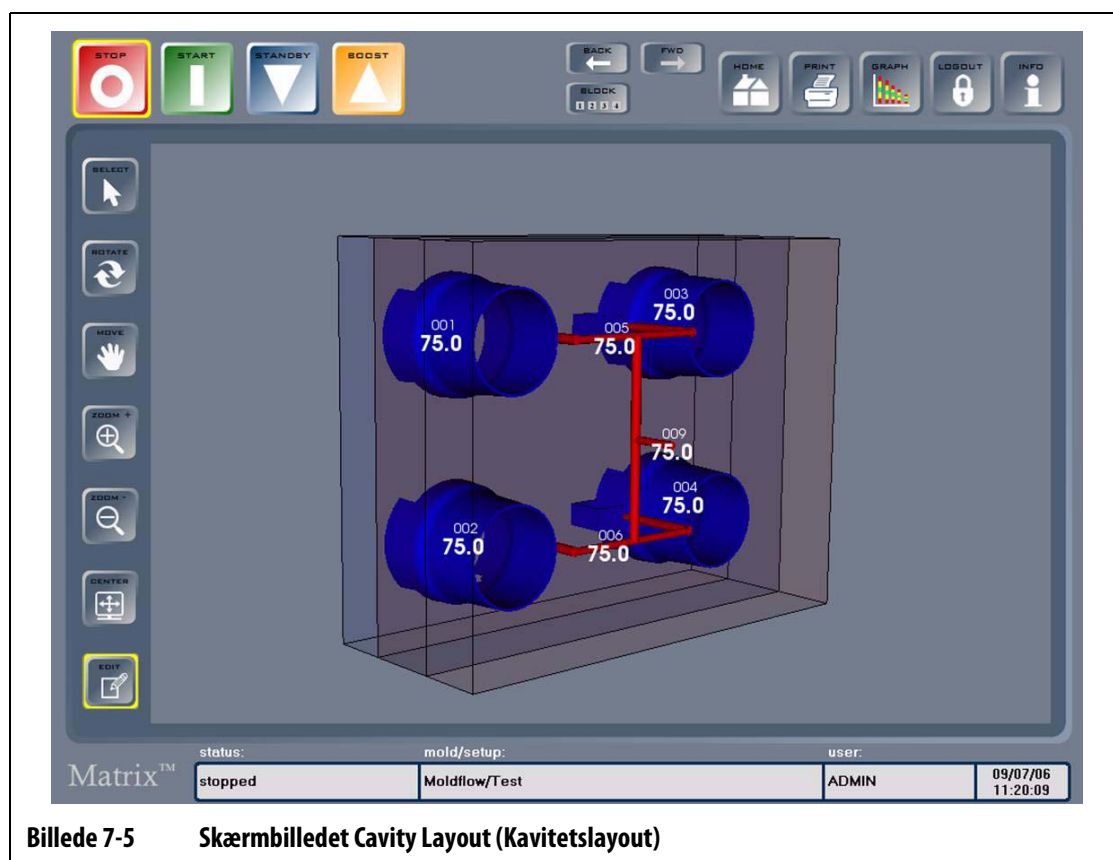 STOP START STANDBY BOOST BACK FWD
HOME PRINT GRAPH LOGOUT INFO
BLOCK
1 2 3 4
SELECT
ROTATE
MOVE
ZOOM +
ZOOM -
CENTER
EDIT
001
75.0
003
75.0
005
75.0
009
75.0
004
75.0
002
75.0
006
75.0
status: mold/setup: user:
Matrix™ stopped Moldflow/Test ADMIN 09/07/06
11:20:09
Billede 7-5 Skærmbilledet Cavity Layout (Kavitetslayout)